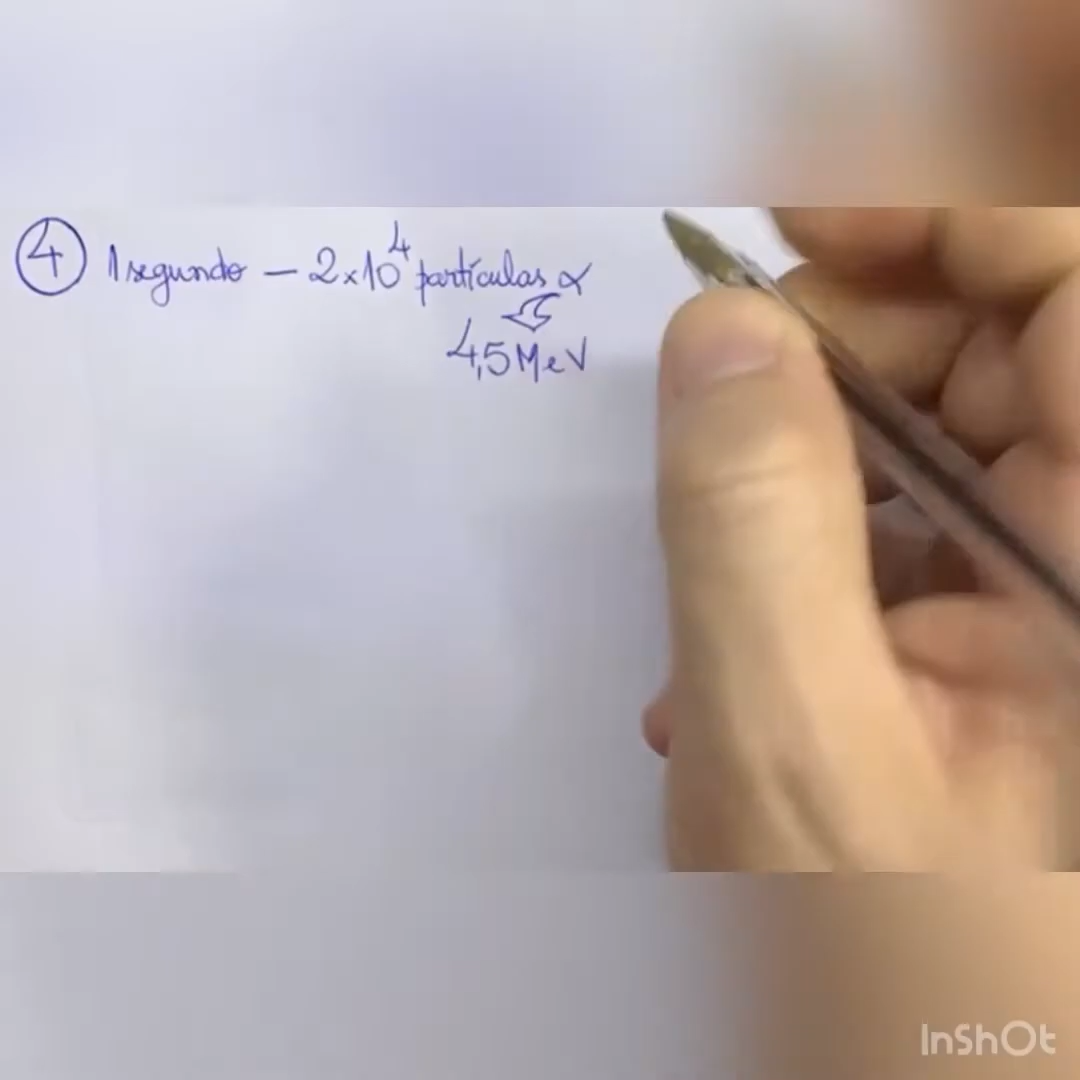 4 1 segundo – 2×10⁴ partículas α
4,5 MeV
InShOt